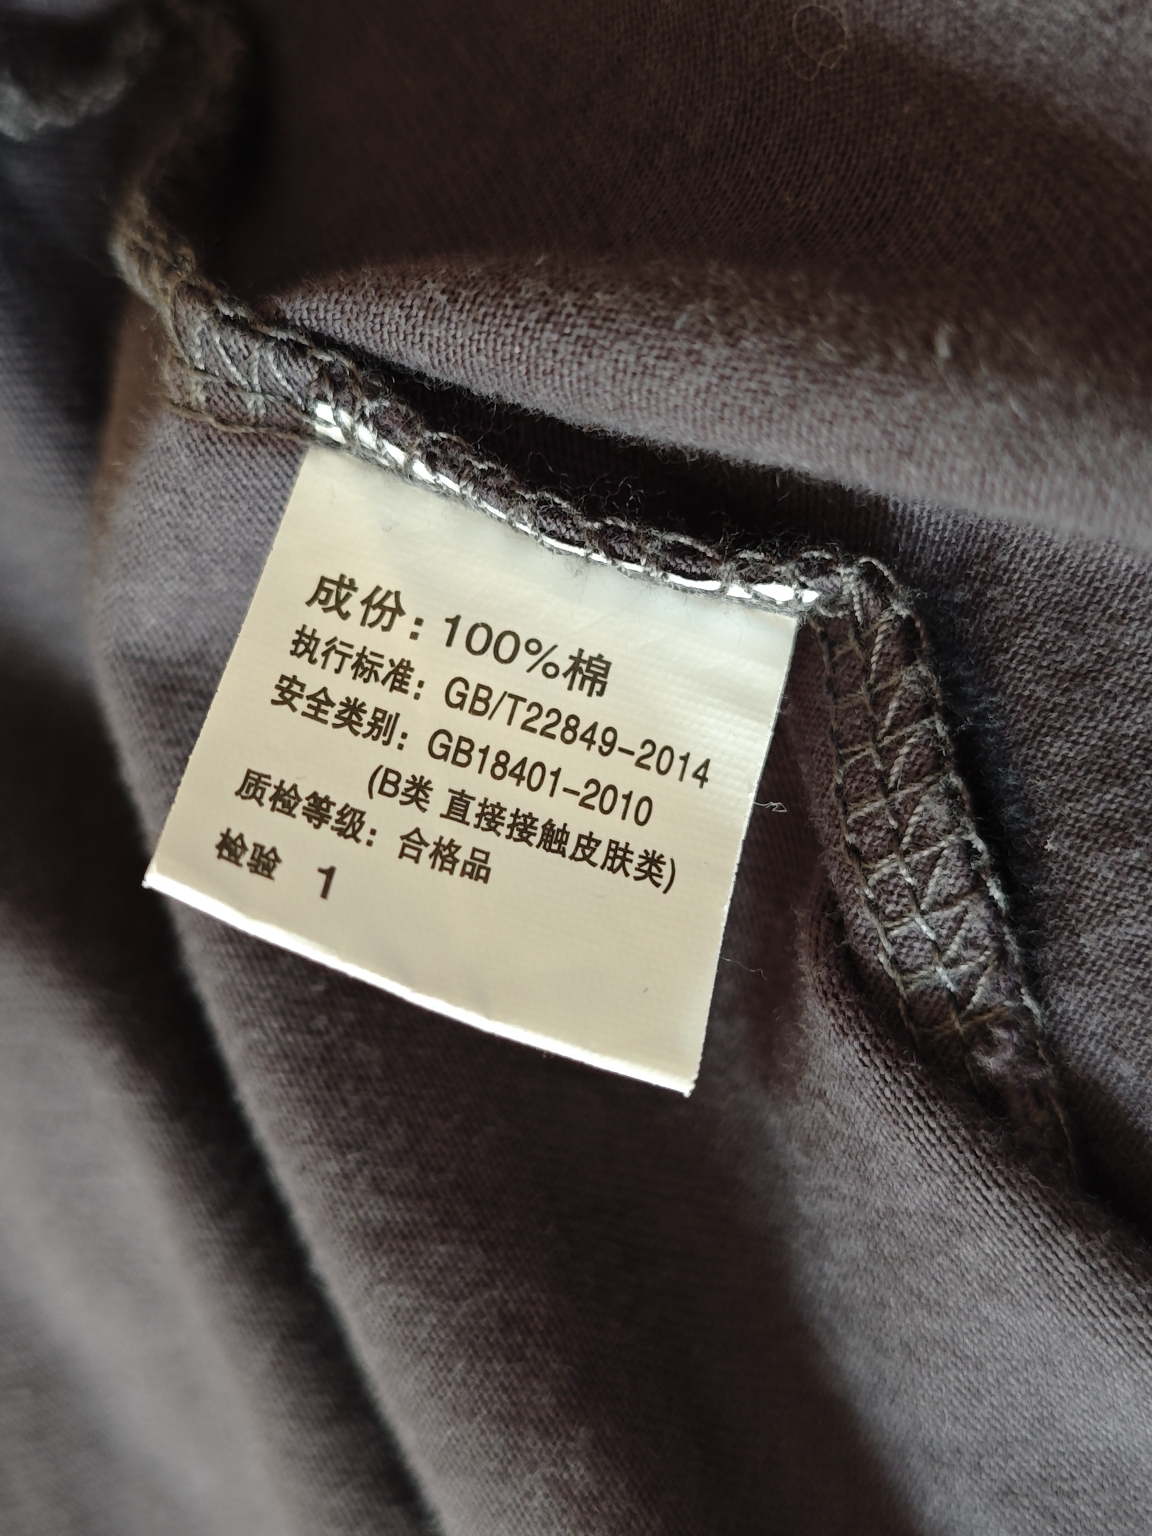 成份：100%棉
执行标准：GB/T22849-2014
安全类别：GB18401-2010
(B类 直接接触皮肤类)
质检等级：合格品
检验 1